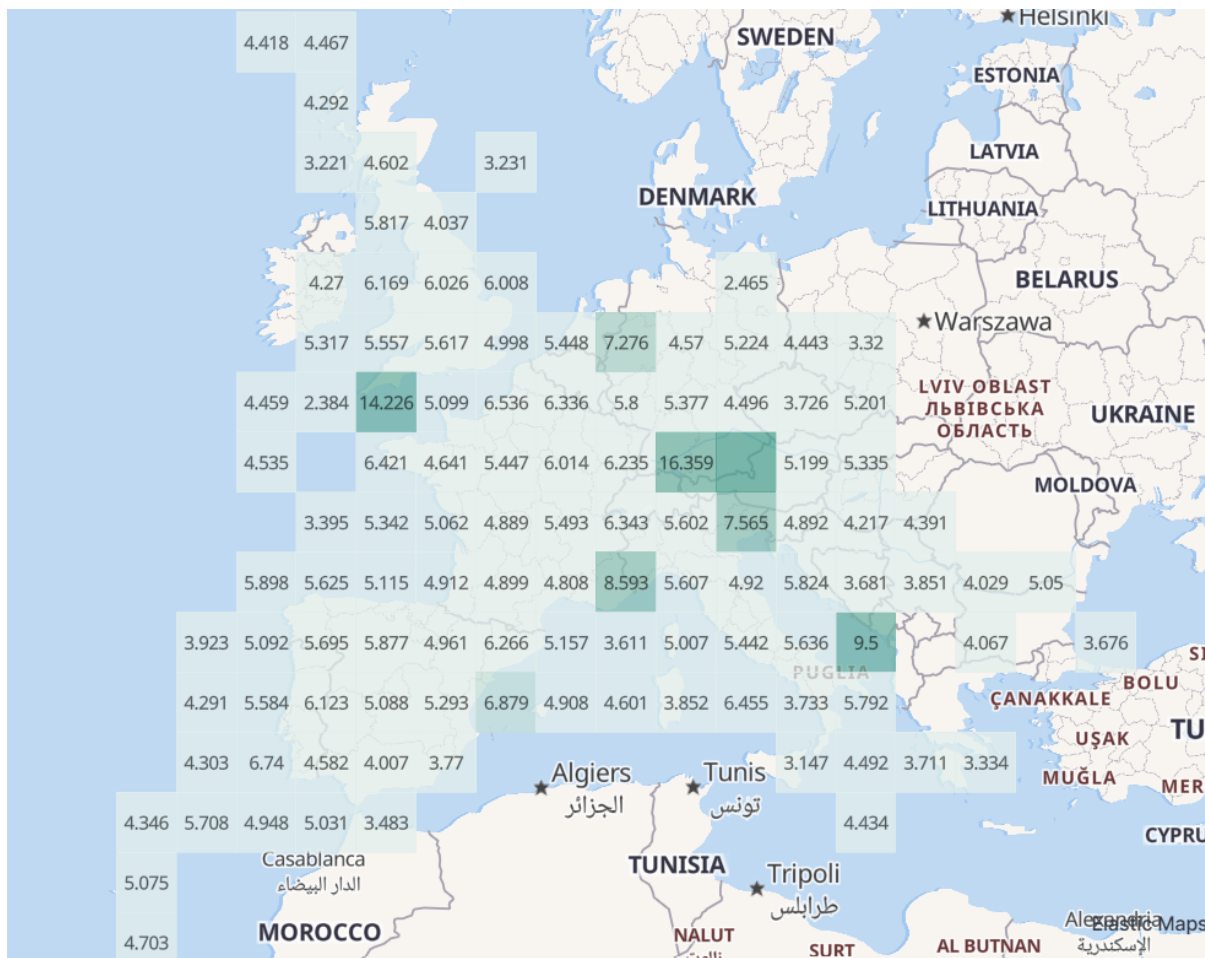 Helsinki
4.418 4.467 SWEDEN
ESTONIA
4.292
LATVIA
3.221 4.602 3.231
DENMARK
LITHUANIA
5.817 4.037
BELARUS
4.27 6.169 6.026 6.008 2.465
Warszawa
5.317 5.557 5.617 4.998 5.448 7.276 4.57 5.224 4.443 3.32
LVIV OBLAST
ЛЬВІВСЬКА
ОБЛАСТЬ
UKRAINE
4.459 2.384 14.226 5.099 6.536 6.336 5.8 5.377 4.496 3.726 5.201
4.535 6.421 4.641 5.447 6.014 6.235 16.359 5.199 5.335
MOLDOVA
3.395 5.342 5.062 4.889 5.493 6.343 5.602 7.565 4.892 4.217 4.391
5.898 5.625 5.115 4.912 4.899 4.808 8.593 5.607 4.92 5.824 3.681 3.851 4.029 5.05
3.923 5.092 5.695 5.877 4.961 6.266 5.157 3.611 5.007 5.442 5.636 9.5 4.067 3.676
PUGLIA
BOLU
ÇANAKKALE
4.291 5.584 6.123 5.088 5.293 6.879 4.908 4.601 3.852 6.455 3.733 5.792
UŞAK
4.303 6.74 4.582 4.007 3.77 3.147 4.492 3.711 3.334
Algiers
الجزائر
Tunis
تونس
MUĞLA
4.346 5.708 4.948 5.031 3.483 4.434
Casablanca
الدار البيضاء
TUNISIA
5.075
Tripoli
طرابلس
MOROCCO
4.703
NALUT
SURT
AL BUTNAN
Alexandria
الإسكندرية
Elastic Maps